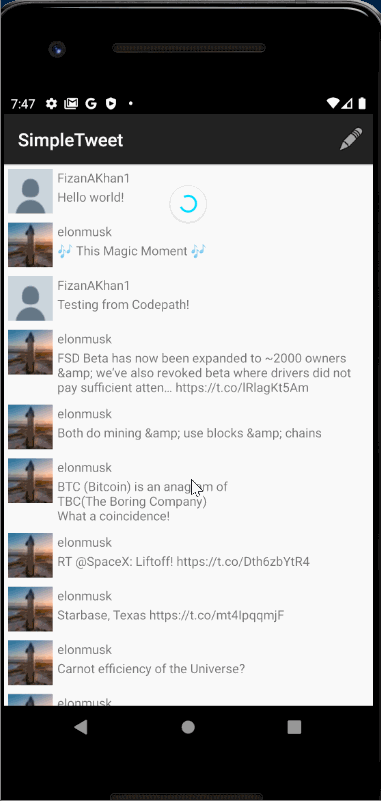 7:47
SimpleTweet
FizanAKhan1
Hello world!
elonmusk
🎶 This Magic Moment 🎶
FizanAKhan1
Testing from Codepath!
elonmusk
FSD Beta has now been expanded to ~2000 owners
&amp; we've also revoked beta where drivers did not
pay sufficient atten… https://t.co/lRlagKt5Am
elonmusk
Both do mining &amp; use blocks &amp; chains
elonmusk
BTC (Bitcoin) is an anagram of
TBC(The Boring Company)
What a coincidence!
elonmusk
RT @SpaceX: Liftoff! https://t.co/Dth6zbYtR4
elonmusk
Starbase, Texas https://t.co/mt4IpqqmjF
elonmusk
Carnot efficiency of the Universe?
elonmusk